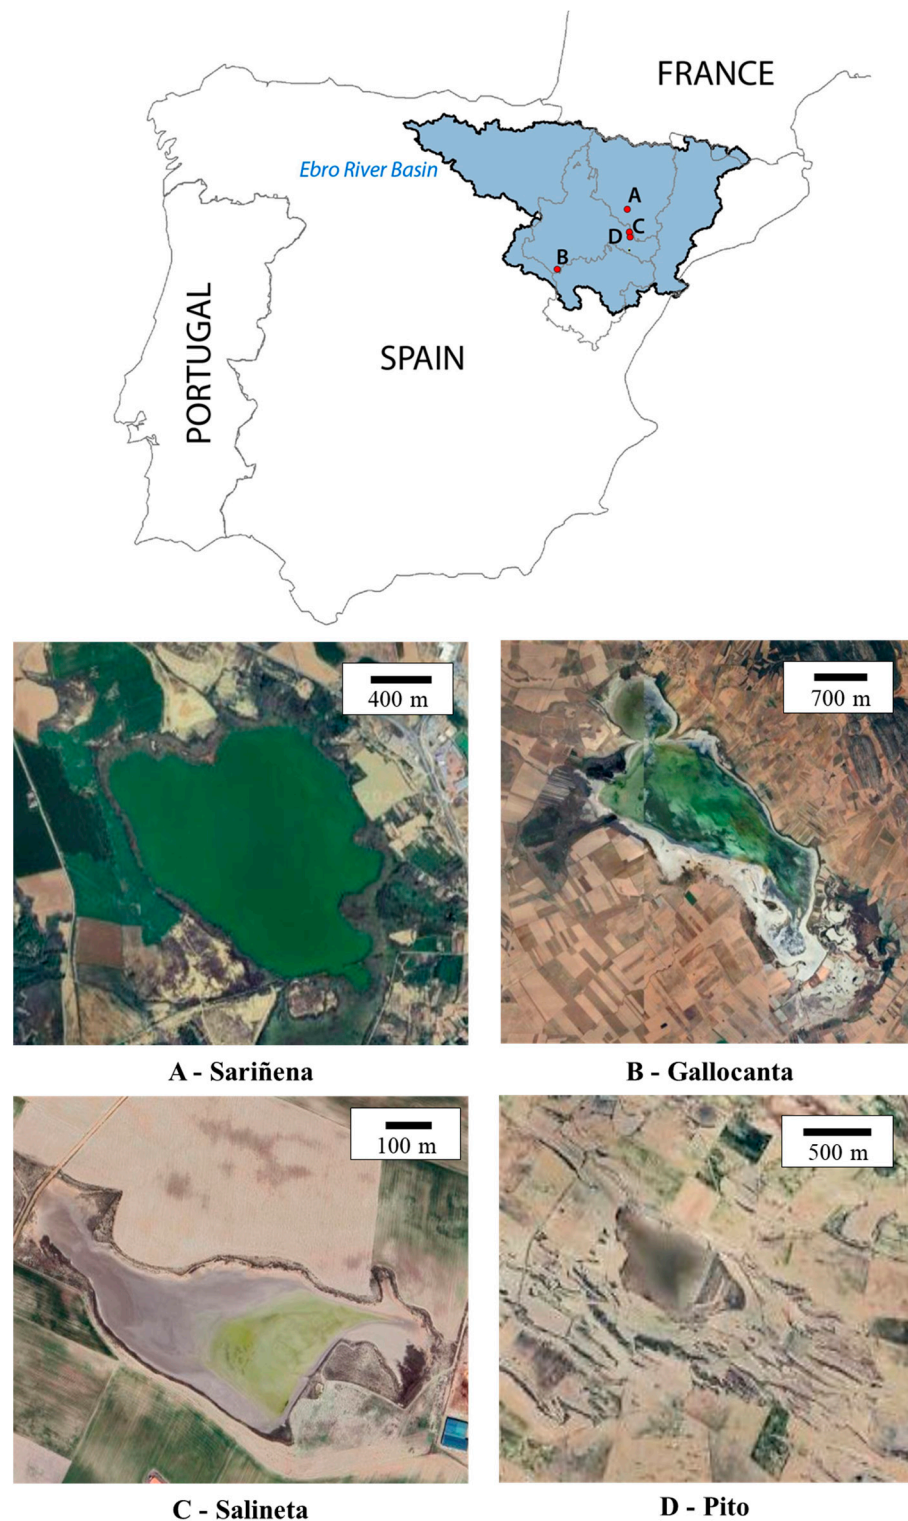 FRANCE
Ebro River Basin
A
C
D
B
PORTUGAL
SPAIN
400 m
700 m
A - Sariñena
B - Gallocanta
100 m
500 m
C - Salineta
D - Pito